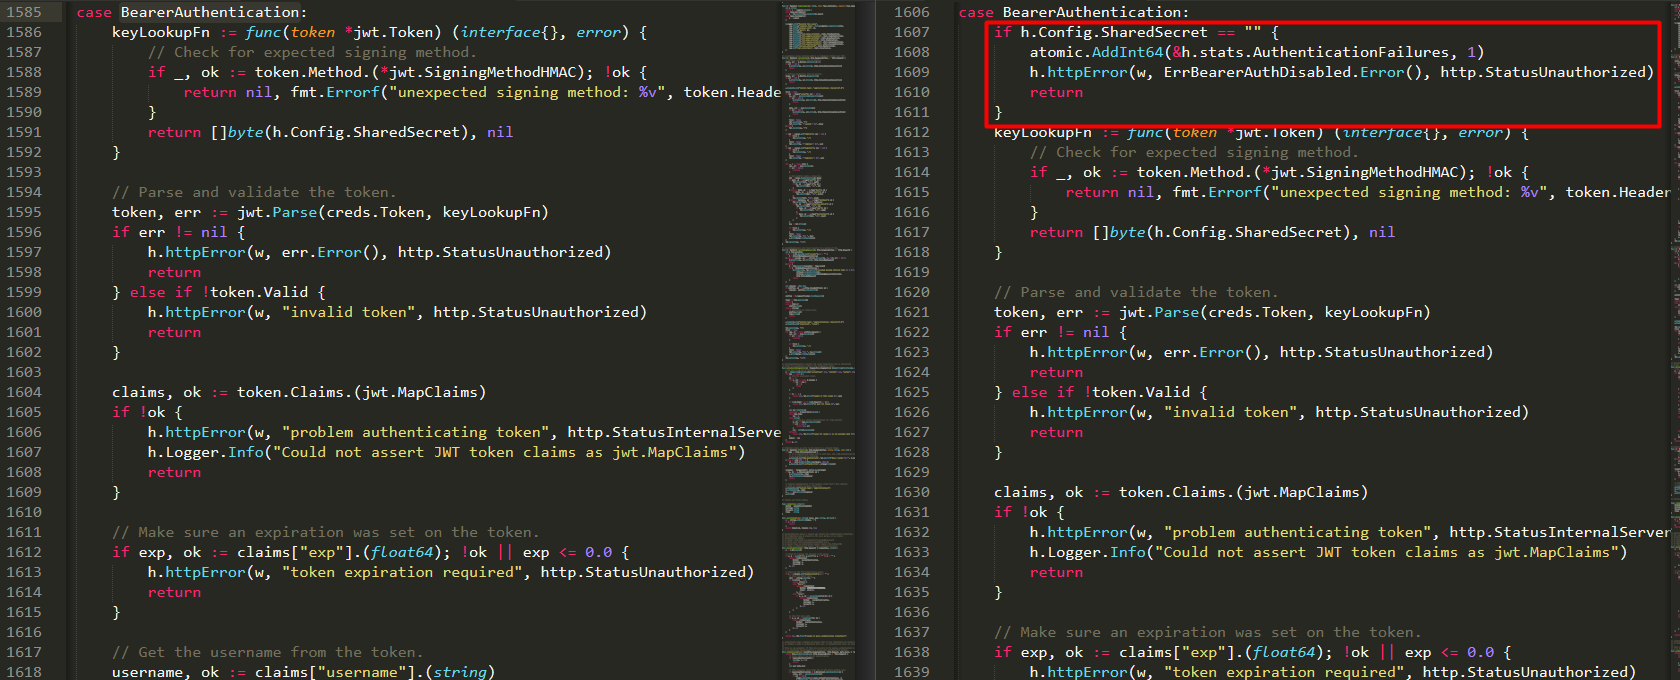 1585 case BearerAuthentication:
1586 keyLookupFn := func(token *jwt.Token) (interface{}, error) {
1587 // Check for expected signing method.
1588 if _, ok := token.Method.(*jwt.SigningMethodHMAC); !ok {
1589 return nil, fmt.Errorf("unexpected signing method: %v", token.Heade
1590 }
1591 return []byte(h.Config.SharedSecret), nil
1592 }
1593
1594 // Parse and validate the token.
1595 token, err := jwt.Parse(creds.Token, keyLookupFn)
1596 if err != nil {
1597 h.httpError(w, err.Error(), http.StatusUnauthorized)
1598 return
1599 } else if !token.Valid {
1600 h.httpError(w, "invalid token", http.StatusUnauthorized)
1601 return
1602 }
1603
1604 claims, ok := token.Claims.(jwt.MapClaims)
1605 if !ok {
1606 h.httpError(w, "problem authenticating token", http.StatusInternalServe
1607 h.Logger.Info("Could not assert JWT token claims as jwt.MapClaims")
1608 return
1609 }
1610
1611 // Make sure an expiration was set on the token.
1612 if exp, ok := claims["exp"].(float64); !ok || exp <= 0.0 {
1613 h.httpError(w, "token expiration required", http.StatusUnauthorized)
1614 return
1615 }
1616
1617 // Get the username from the token.
1618 username, ok := claims["username"].(string)
1606 case BearerAuthentication:
1607 if h.Config.SharedSecret == "" {
1608 atomic.AddInt64(&h.stats.AuthenticationFailures, 1)
1609 h.httpError(w, ErrBearerAuthDisabled.Error(), http.StatusUnauthorized)
1610 return
1611 }
1612 keyLookupFn := func(token *jwt.Token) (interface{}, error) {
1613 // Check for expected signing method.
1614 if _, ok := token.Method.(*jwt.SigningMethodHMAC); !ok {
1615 return nil, fmt.Errorf("unexpected signing method: %v", token.Header
1616 }
1617 return []byte(h.Config.SharedSecret), nil
1618 }
1619
1620 // Parse and validate the token.
1621 token, err := jwt.Parse(creds.Token, keyLookupFn)
1622 if err != nil {
1623 h.httpError(w, err.Error(), http.StatusUnauthorized)
1624 return
1625 } else if !token.Valid {
1626 h.httpError(w, "invalid token", http.StatusUnauthorized)
1627 return
1628 }
1629
1630 claims, ok := token.Claims.(jwt.MapClaims)
1631 if !ok {
1632 h.httpError(w, "problem authenticating token", http.StatusInternalServer
1633 h.Logger.Info("Could not assert JWT token claims as jwt.MapClaims")
1634 return
1635 }
1636
1637 // Make sure an expiration was set on the token.
1638 if exp, ok := claims["exp"].(float64); !ok || exp <= 0.0 {
1639 h.httpError(w, "token expiration required", http.StatusUnauthorized)